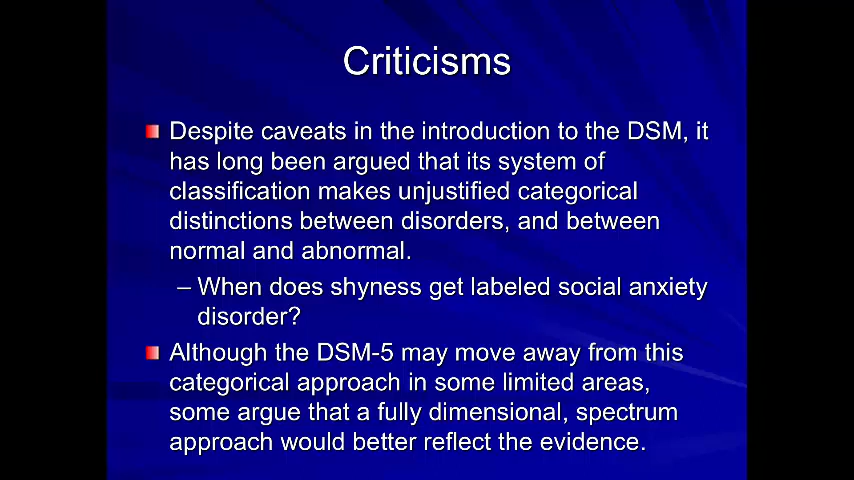 Criticisms
Despite caveats in the introduction to the DSM, it
has long been argued that its system of
classification makes unjustified categorical
distinctions between disorders, and between
normal and abnormal.
– When does shyness get labeled social anxiety
disorder?
Although the DSM-5 may move away from this
categorical approach in some limited areas,
some argue that a fully dimensional, spectrum
approach would better reflect the evidence.